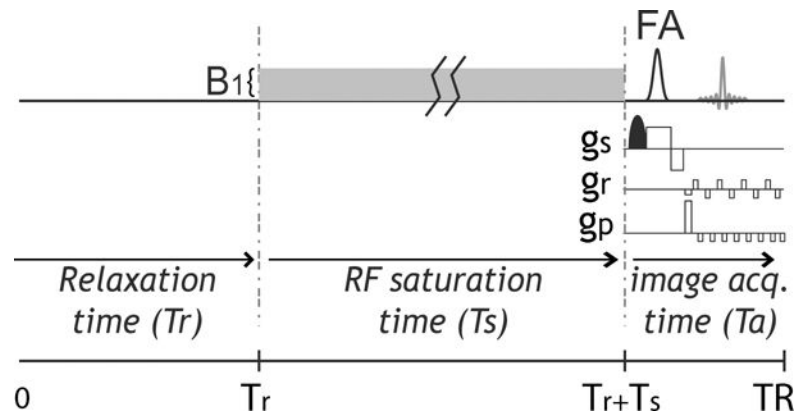 FA
B1{
gs
gr
gp
Relaxation time (Tr)
RF saturation time (Ts)
image acq. time (Ta)
0 Tr Tr+Ts TR